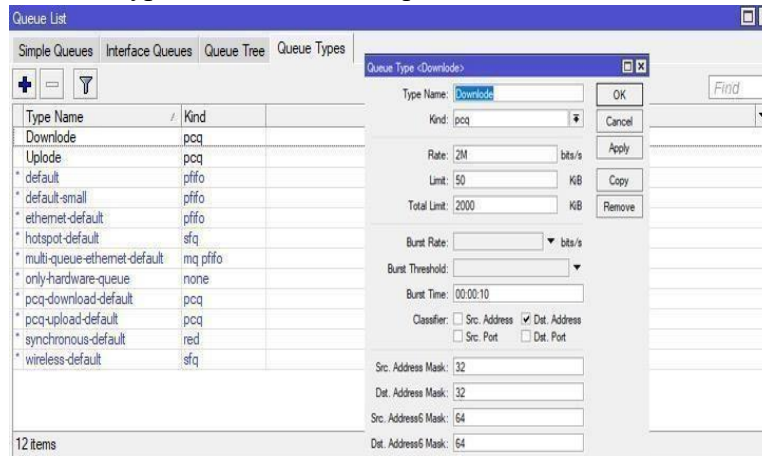 Queue List
Simple Queues Interface Queues Queue Tree Queue Types
Find
Type Name Kind
Downlode pcq
Uplode pcq
* default pfifo
* default-small pfifo
* ethernet-default pfifo
* hotspot-default sfq
* multi-queue-ethernet-default mq pfifo
* only-hardware-queue none
* pcq-download-default pcq
* pcq-upload-default pcq
* synchronous-default red
* wireless-default sfq
12 items
Queue Type <Downlode>
Type Name: Downlode
Kind: pcq
Rate: 2M bits/s
Limit: 50 KiB
Total Limit: 2000 KiB
Burst Rate: bits/s
Burst Threshold:
Burst Time: 00:00:10
Classifier: Src. Address Dst. Address
Src. Port Dst. Port
Src. Address Mask: 32
Dst. Address Mask: 32
Src. Address6 Mask: 64
Dst. Address6 Mask: 64
OK
Cancel
Apply
Copy
Remove